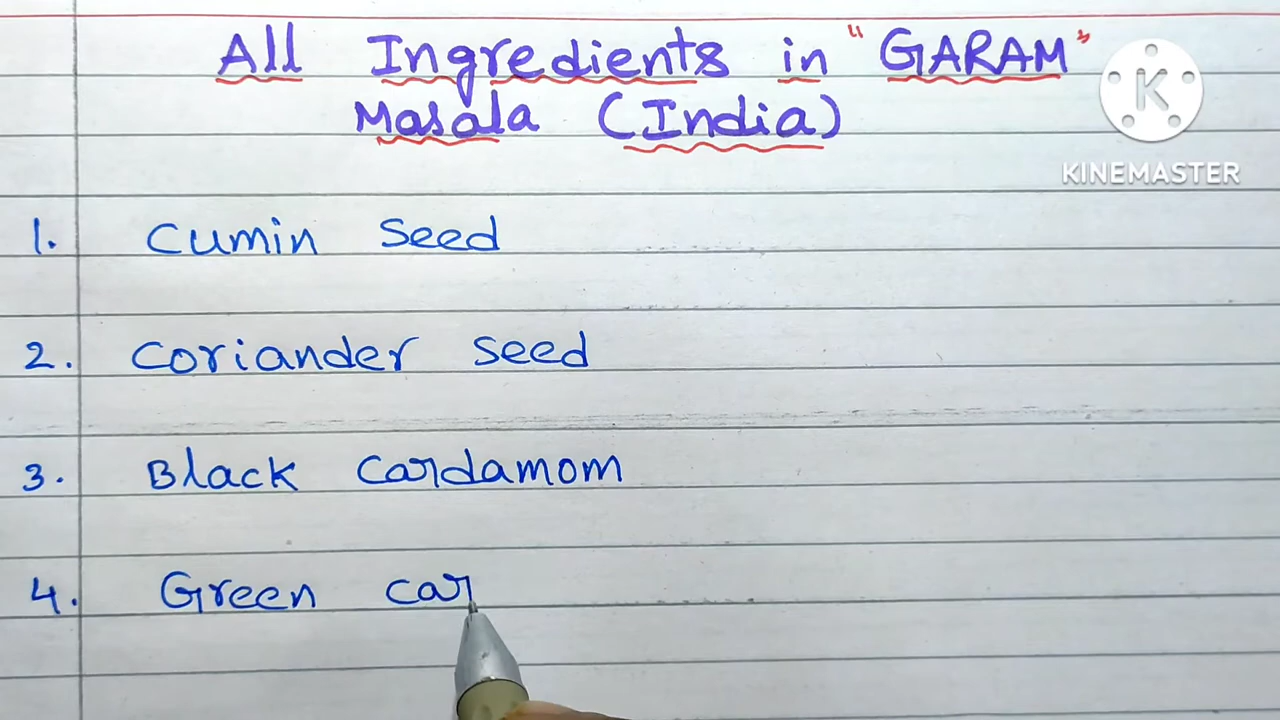 All Ingredients in "GARAM"
Masala (India)
K
KINEMASTER
1. Cumin Seed
2. Coriander Seed
3. Black Cardamom
4. Green car